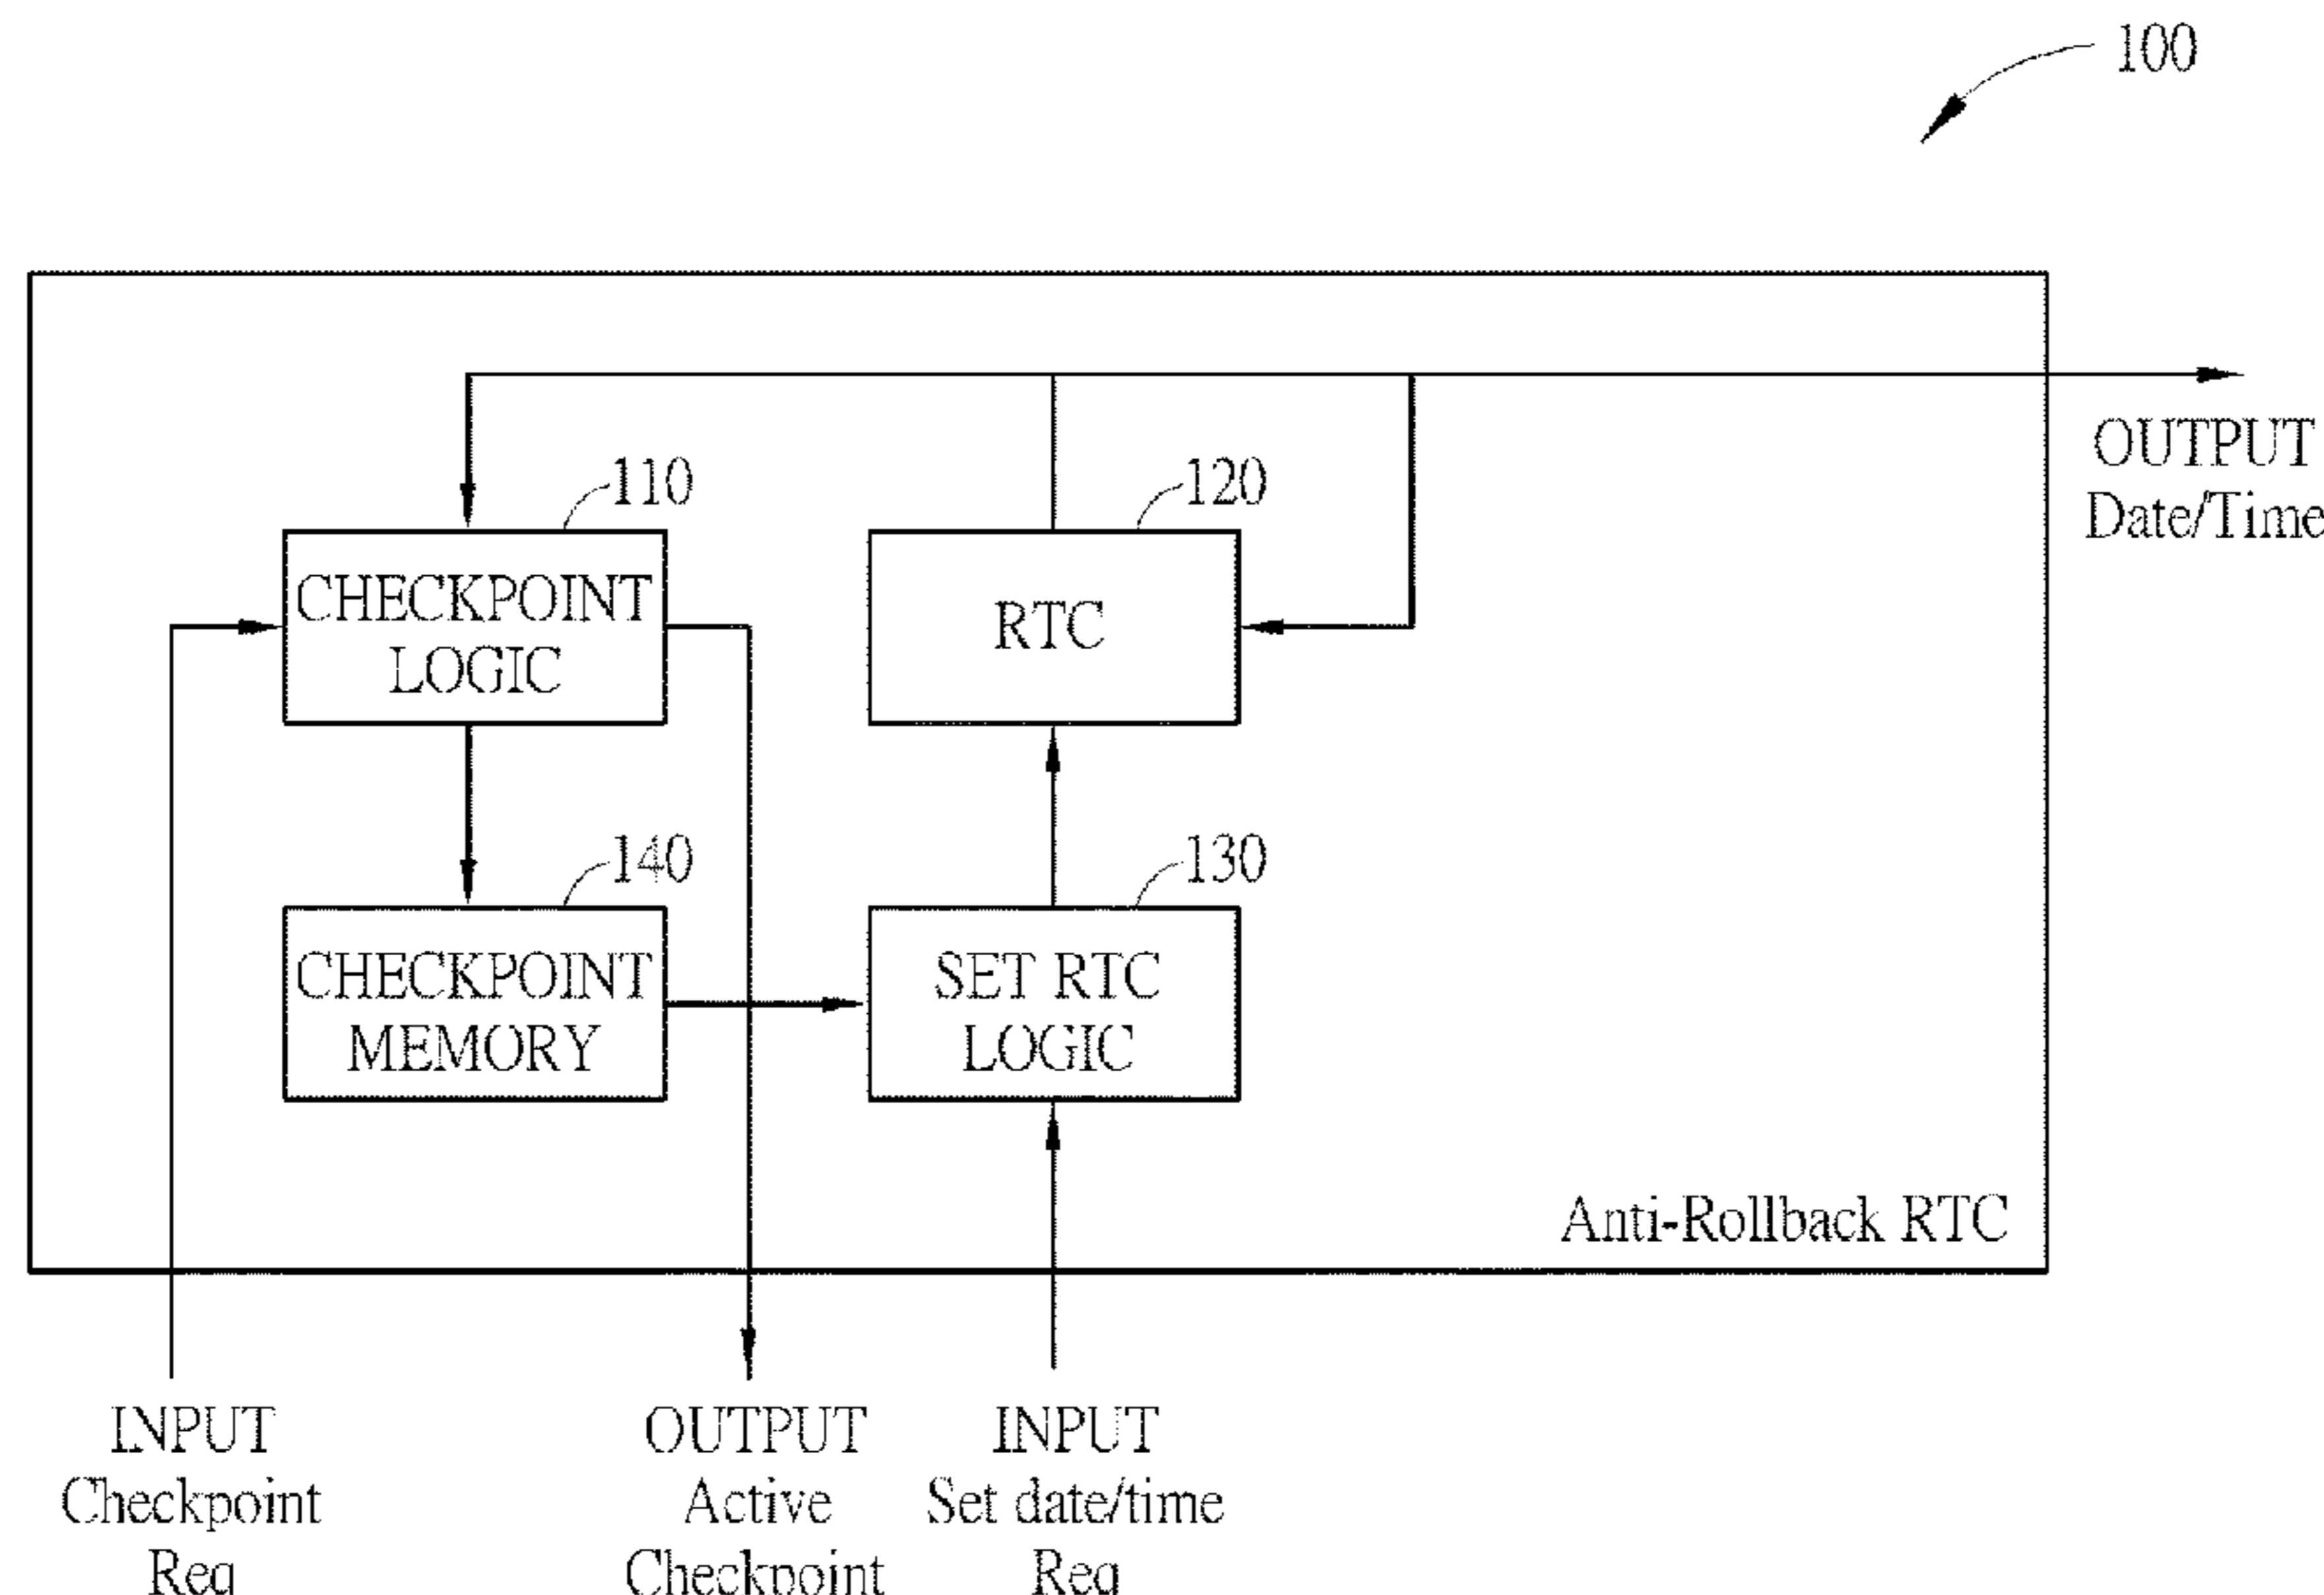 100
OUTPUT
Date/Time
110
120
CHECKPOINT
LOGIC
RTC
140
130
CHECKPOINT
MEMORY
SET RTC
LOGIC
Anti-Rollback RTC
INPUT
Checkpoint
Req
OUTPUT
Active
Checkpoint
INPUT
Set date/time
Req